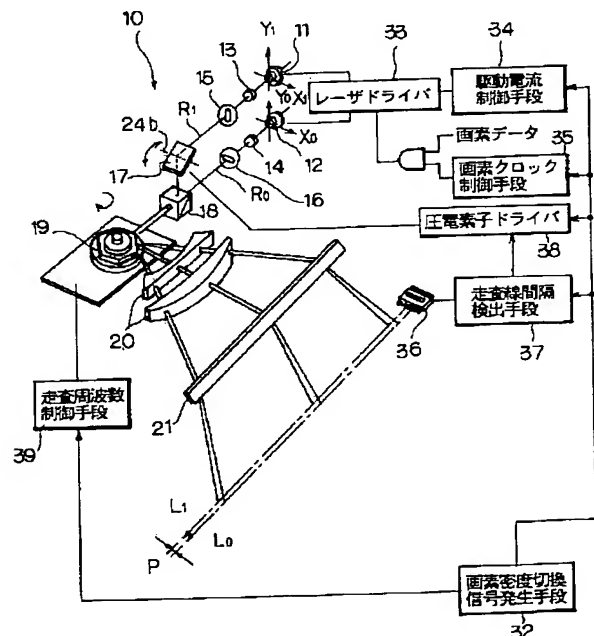 10
Y₁
11
33
34
13
15
Y₀
X₁
レーザドライバ
駆動電流
制御手段
R₁
X₀
24b
12
画素データ
35
14
17
画素クロック
制御手段
16
18
R₀
19
圧電素子ドライバ
38
走査線間隔
検出手段
36
37
20
走査周波数
制御手段
21
39
L₁
L₀
P
画素密度切換
信号発生手段
32